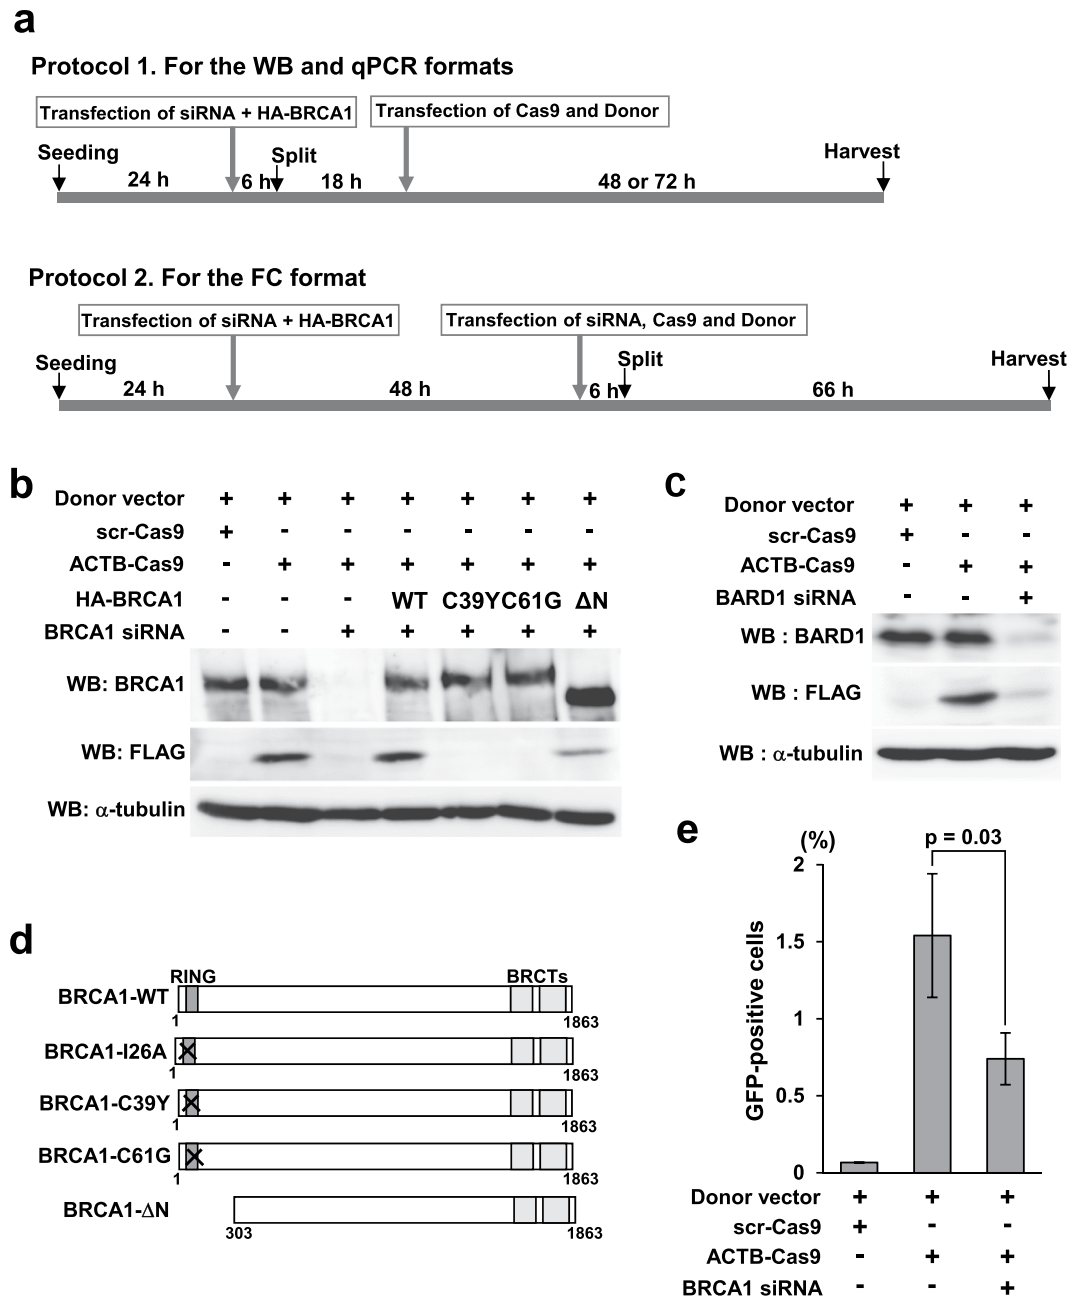 a
Protocol 1. For the WB and qPCR formats
Transfection of siRNA + HA-BRCA1
Transfection of Cas9 and Donor
Seeding
Split
Harvest
24 h
6 h
18 h
48 or 72 h
Protocol 2. For the FC format
Transfection of siRNA + HA-BRCA1
Transfection of siRNA, Cas9 and Donor
Seeding
Split
Harvest
24 h
48 h
6 h
66 h
b
Donor vector + + + + + + +
scr-Cas9 + - - - - - -
ACTB-Cas9 - + + + + + +
HA-BRCA1 - - - WT C39Y C61G ΔN
BRCA1 siRNA - - + + + + +
WB: BRCA1
WB: FLAG
WB: α-tubulin
c
Donor vector + + +
scr-Cas9 + - -
ACTB-Cas9 - + +
BARD1 siRNA - - +
WB : BARD1
WB : FLAG
WB : α-tubulin
d
RING BRCTs
BRCA1-WT
1 1863
BRCA1-I26A
1 1863
BRCA1-C39Y
1 1863
BRCA1-C61G
1 1863
BRCA1-ΔN
303 1863
e
(%)
p = 0.03
2
1.5
1
0.5
0
GFP-positive cells
Donor vector + + +
scr-Cas9 + - -
ACTB-Cas9 - + +
BRCA1 siRNA - - +